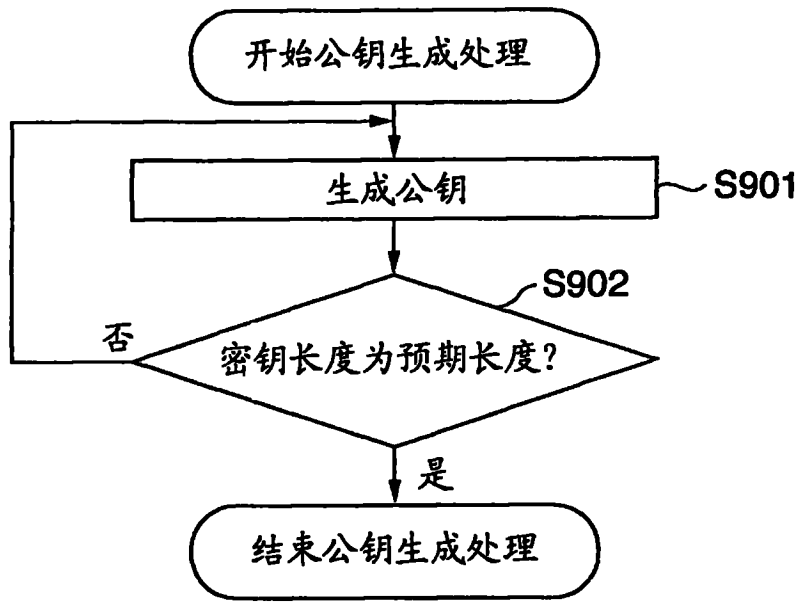 开始公钥生成处理
生成公钥
S901
S902
否
密钥长度为预期长度?
是
结束公钥生成处理